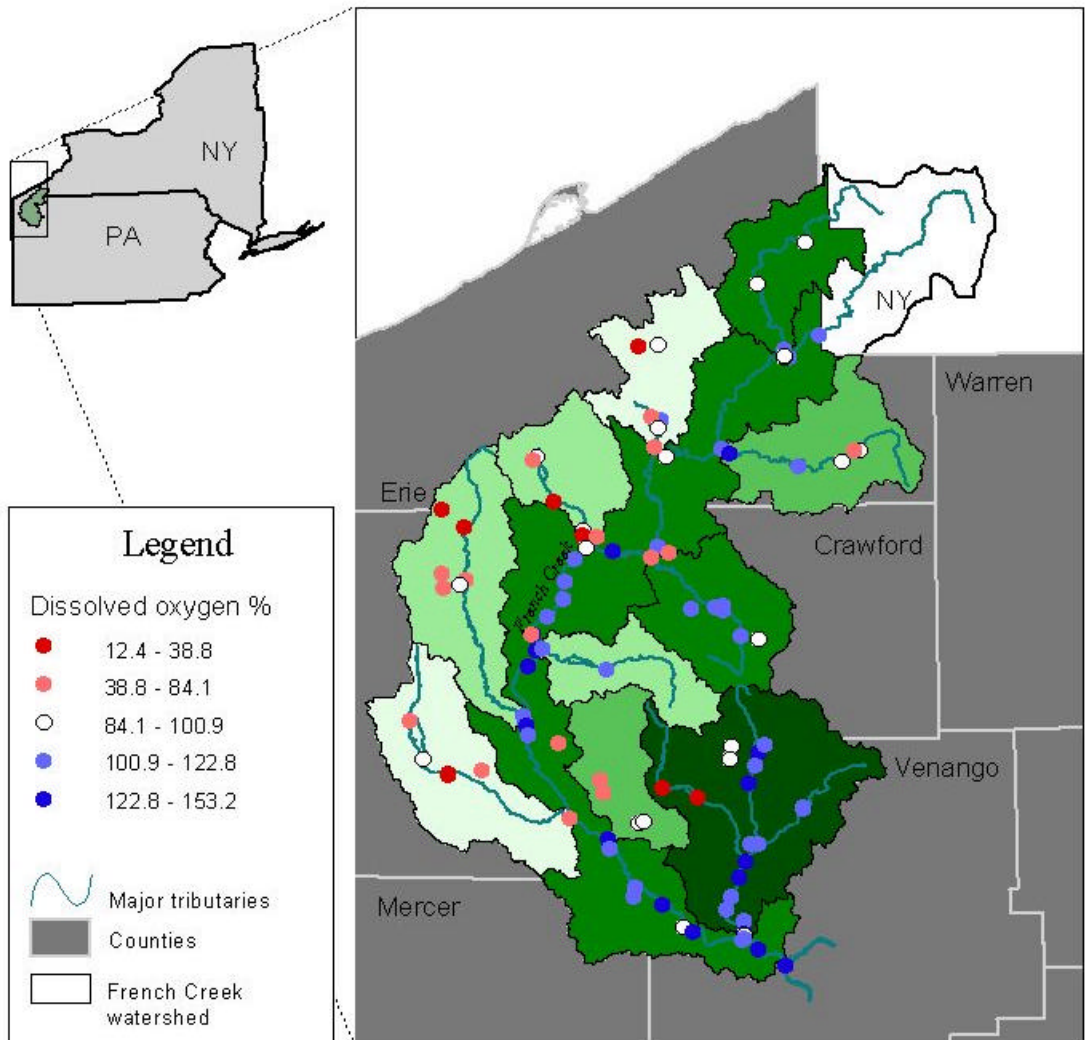 NY
PA
NY
Warren
Erie
Crawford
French Creek
Venango
Mercer
Legend
Dissolved oxygen %
12.4 - 38.8
38.8 - 84.1
84.1 - 100.9
100.9 - 122.8
122.8 - 153.2
Major tributaries
Counties
French Creek
watershed